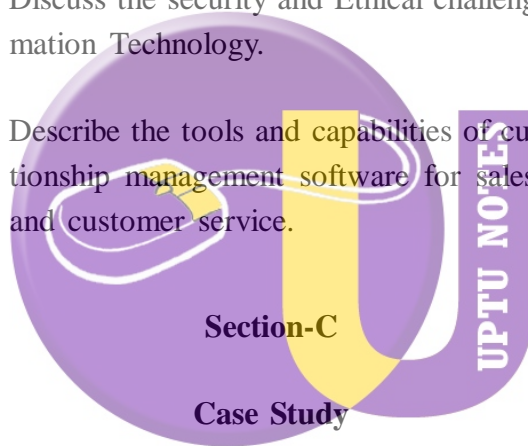 Discuss the security and Ethical challeng
mation Technology.
Describe the tools and capabilities of cu
tionship management software for sales
and customer service.
Section-C
Case Study
UPTU NOTES